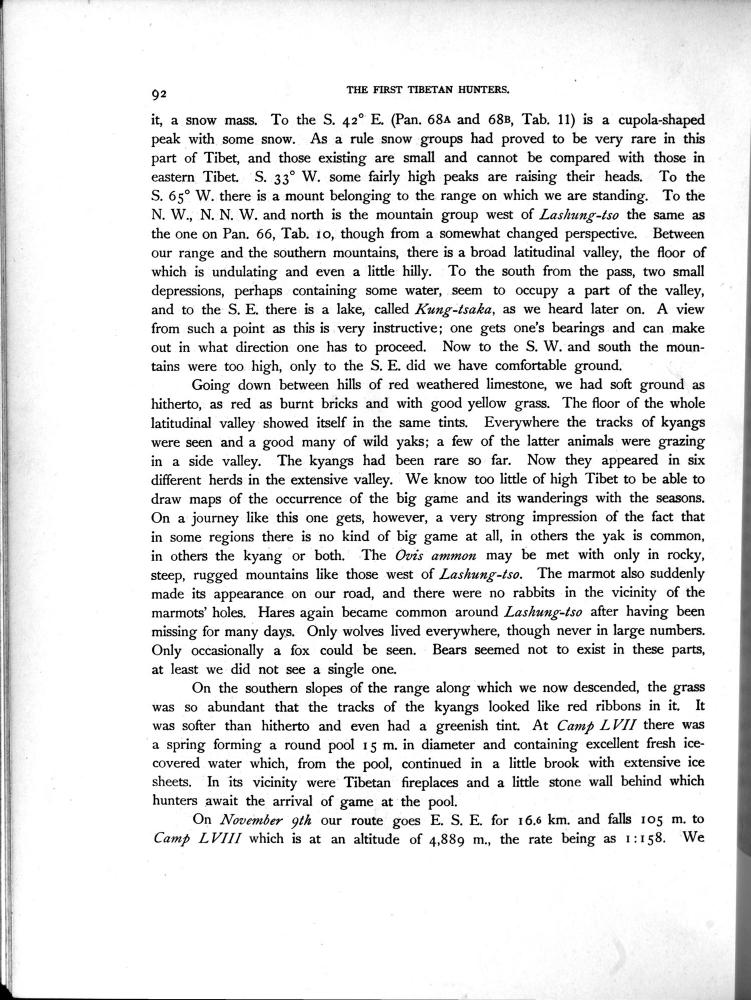 92
THE FIRST TIBETAN HUNTERS.
it, a snow mass. To the S. 42° E. (Pan. 68A and 68B, Tab. 11) is a cupola-shaped
peak with some snow. As a rule snow groups had proved to be very rare in this
part of Tibet, and those existing are small and cannot be compared with those in
eastern Tibet. S. 33° W. some fairly high peaks are raising their heads. To the
S. 65° W. there is a mount belonging to the range on which we are standing. To the
N. W., N. N. W. and north is the mountain group west of Lashung-tso the same as
the one on Pan. 66, Tab. 10, though from a somewhat changed perspective. Between
our range and the southern mountains, there is a broad latitudinal valley, the floor of
which is undulating and even a little hilly. To the south from the pass, two small
depressions, perhaps containing some water, seem to occupy a part of the valley,
and to the S. E. there is a lake, called Kung-tsaka, as we heard later on. A view
from such a point as this is very instructive; one gets one's bearings and can make
out in what direction one has to proceed. Now to the S. W. and south the moun-
tains were too high, only to the S. E. did we have comfortable ground.
Going down between hills of red weathered limestone, we had soft ground as
hitherto, as red as burnt bricks and with good yellow grass. The floor of the whole
latitudinal valley showed itself in the same tints. Everywhere the tracks of kyangs
were seen and a good many of wild yaks; a few of the latter animals were grazing
in a side valley. The kyangs had been rare so far. Now they appeared in six
different herds in the extensive valley. We know too little of high Tibet to be able to
draw maps of the occurrence of the big game and its wanderings with the seasons.
On a journey like this one gets, however, a very strong impression of the fact that
in some regions there is no kind of big game at all, in others the yak is common,
in others the kyang or both. The Ovis ammon may be met with only in rocky,
steep, rugged mountains like those west of Lashung-tso. The marmot also suddenly
made its appearance on our road, and there were no rabbits in the vicinity of the
marmots' holes. Hares again became common around Lashung-tso after having been
missing for many days. Only wolves lived everywhere, though never in large numbers.
Only occasionally a fox could be seen. Bears seemed not to exist in these parts,
at least we did not see a single one.
On the southern slopes of the range along which we now descended, the grass
was so abundant that the tracks of the kyangs looked like red ribbons in it. It
was softer than hitherto and even had a greenish tint. At Camp LVII there was
a spring forming a round pool 15 m. in diameter and containing excellent fresh ice-
covered water which, from the pool, continued in a little brook with extensive ice
sheets. In its vicinity were Tibetan fireplaces and a little stone wall behind which
hunters await the arrival of game at the pool.
On November 9th our route goes E. S. E. for 16.6 km. and falls 105 m. to
Camp LVIII which is at an altitude of 4,889 m., the rate being as 1:158. We